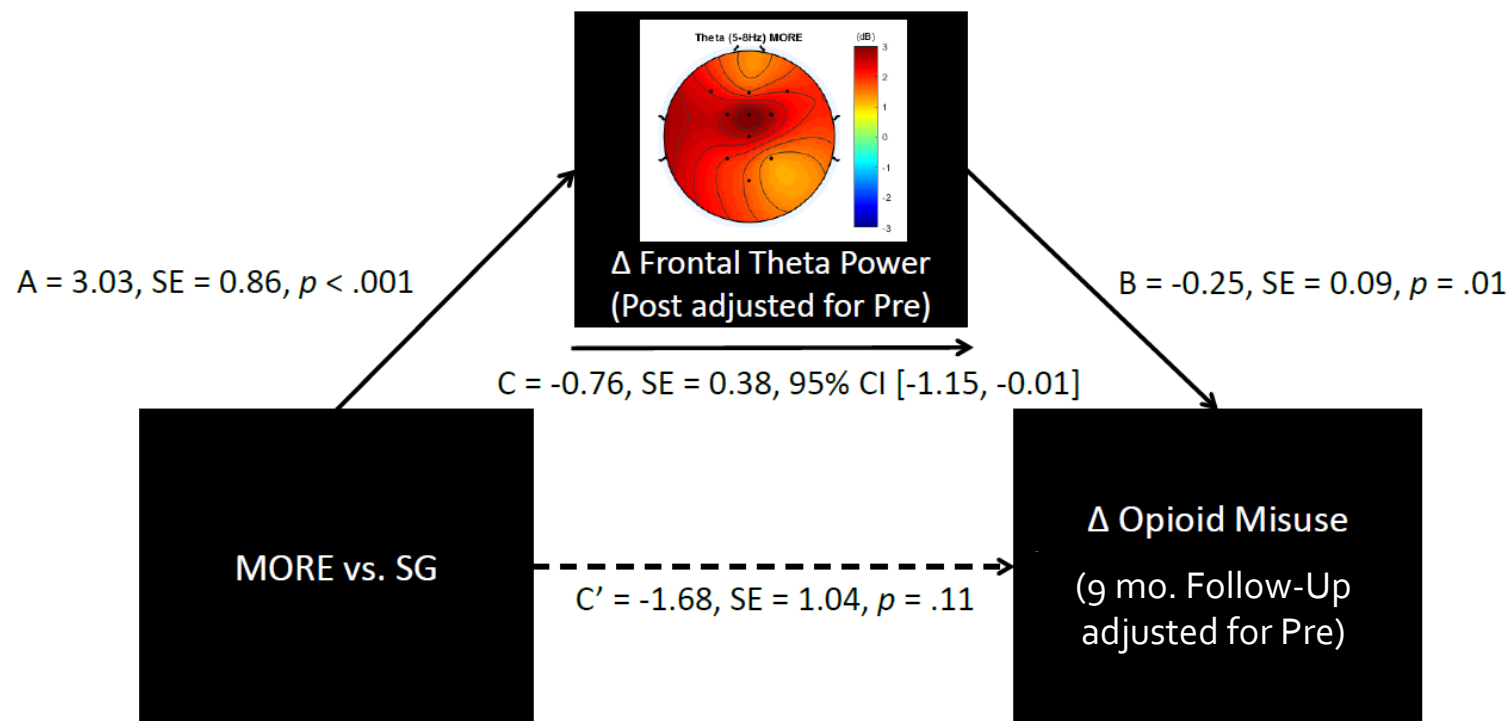 Theta (5-8Hz) MORE
(dB)
3
2
1
0
-1
-2
-3
Δ Frontal Theta Power
(Post adjusted for Pre)
A = 3.03, SE = 0.86, p < .001
B = -0.25, SE = 0.09, p = .01
C = -0.76, SE = 0.38, 95% CI [-1.15, -0.01]
MORE vs. SG
C’ = -1.68, SE = 1.04, p = .11
Δ Opioid Misuse
(9 mo. Follow-Up
adjusted for Pre)